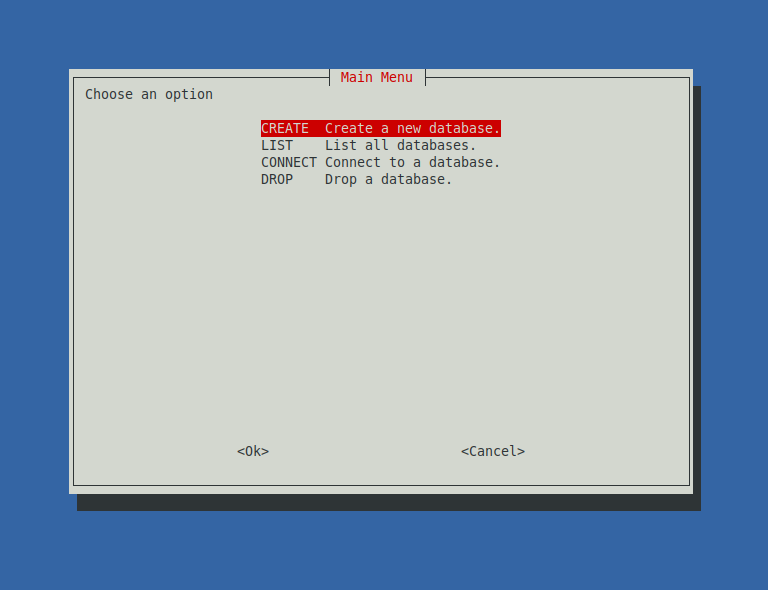 Main Menu
Choose an option
CREATE Create a new database.
LIST List all databases.
CONNECT Connect to a database.
DROP Drop a database.
<Ok> <Cancel>